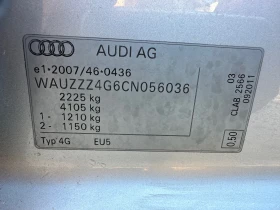 AUDI AG
e1*2007/46*0436
WAUZZZ4G6CN056036
2225 kg
4105 kg
1 - 1210 kg
2 - 1150 kg
Typ 4G EU5
03
CLAB 2566
092011
0.50